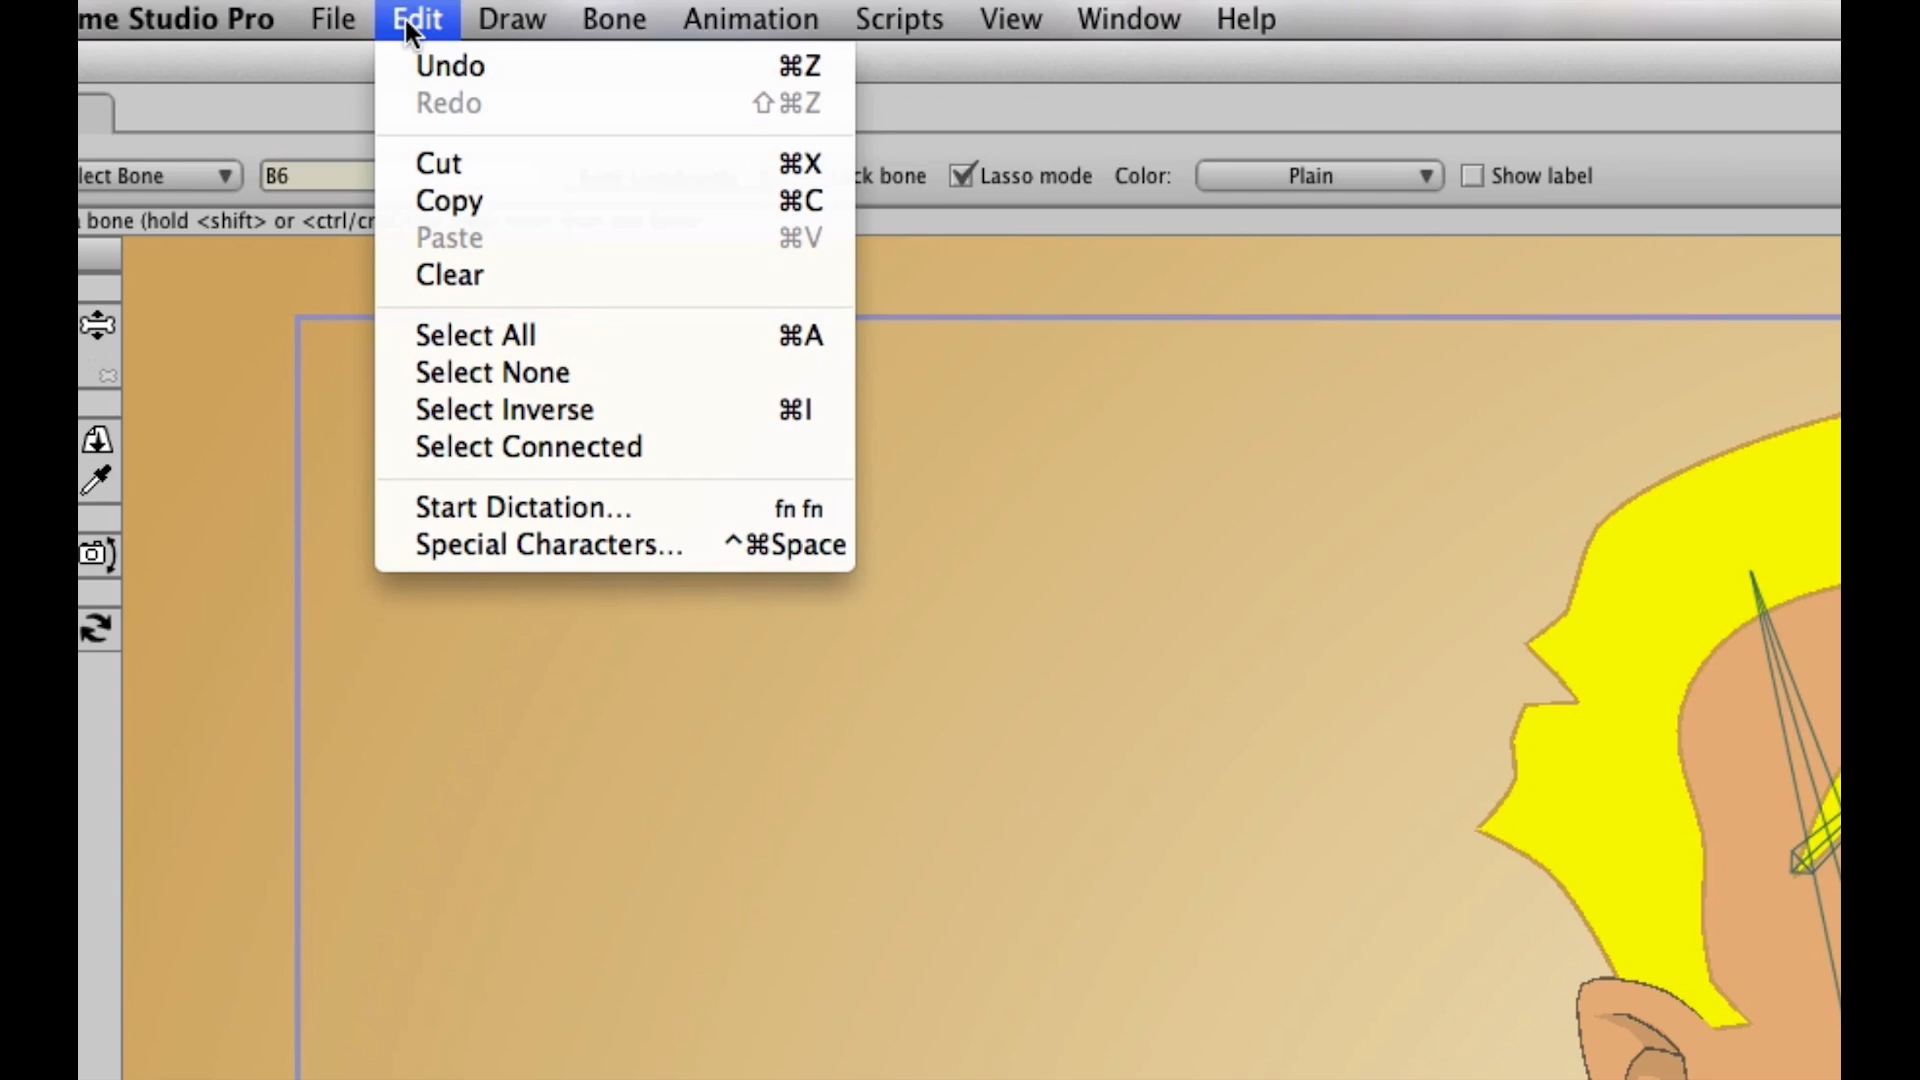 me Studio Pro File Edit Draw Bone Animation Scripts View Window Help
Undo ⌘Z
Redo ⇧⌘Z
Cut ⌘X
Copy ⌘C
Paste ⌘V
Clear
Select All ⌘A
Select None
Select Inverse ⌘I
Select Connected
Start Dictation... fn fn
Special Characters... ^⌘Space
lect Bone B6 ck bone Lasso mode Color: Plain Show label
bone (hold <shift> or <ctrl/cm